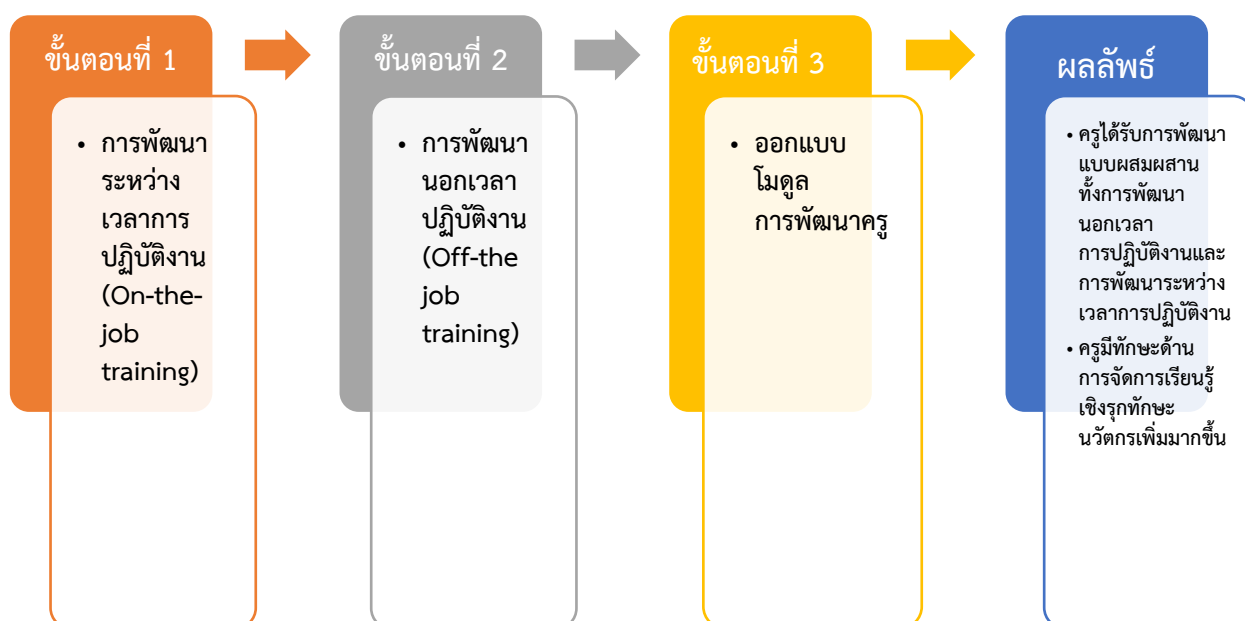 ขั้นตอนที่ 1
• การพัฒนา
ระหว่าง
เวลาการ
ปฏิบัติงาน
(On-the-
job
training)
ขั้นตอนที่ 2
• การพัฒนา
นอกเวลา
ปฏิบัติงาน
(Off-the
job
training)
ขั้นตอนที่ 3
• ออกแบบ
โมดูล
การพัฒนาครู
ผลลัพธ์
• ครูได้รับการพัฒนา
แบบผสมผสาน
ทั้งการพัฒนา
นอกเวลา
การปฏิบัติงานและ
การพัฒนาระหว่าง
เวลาการปฏิบัติงาน
• ครูมีทักษะด้าน
การจัดการเรียนรู้
เชิงรุกทักษะ
นวัตกรเพิ่มมากขึ้น